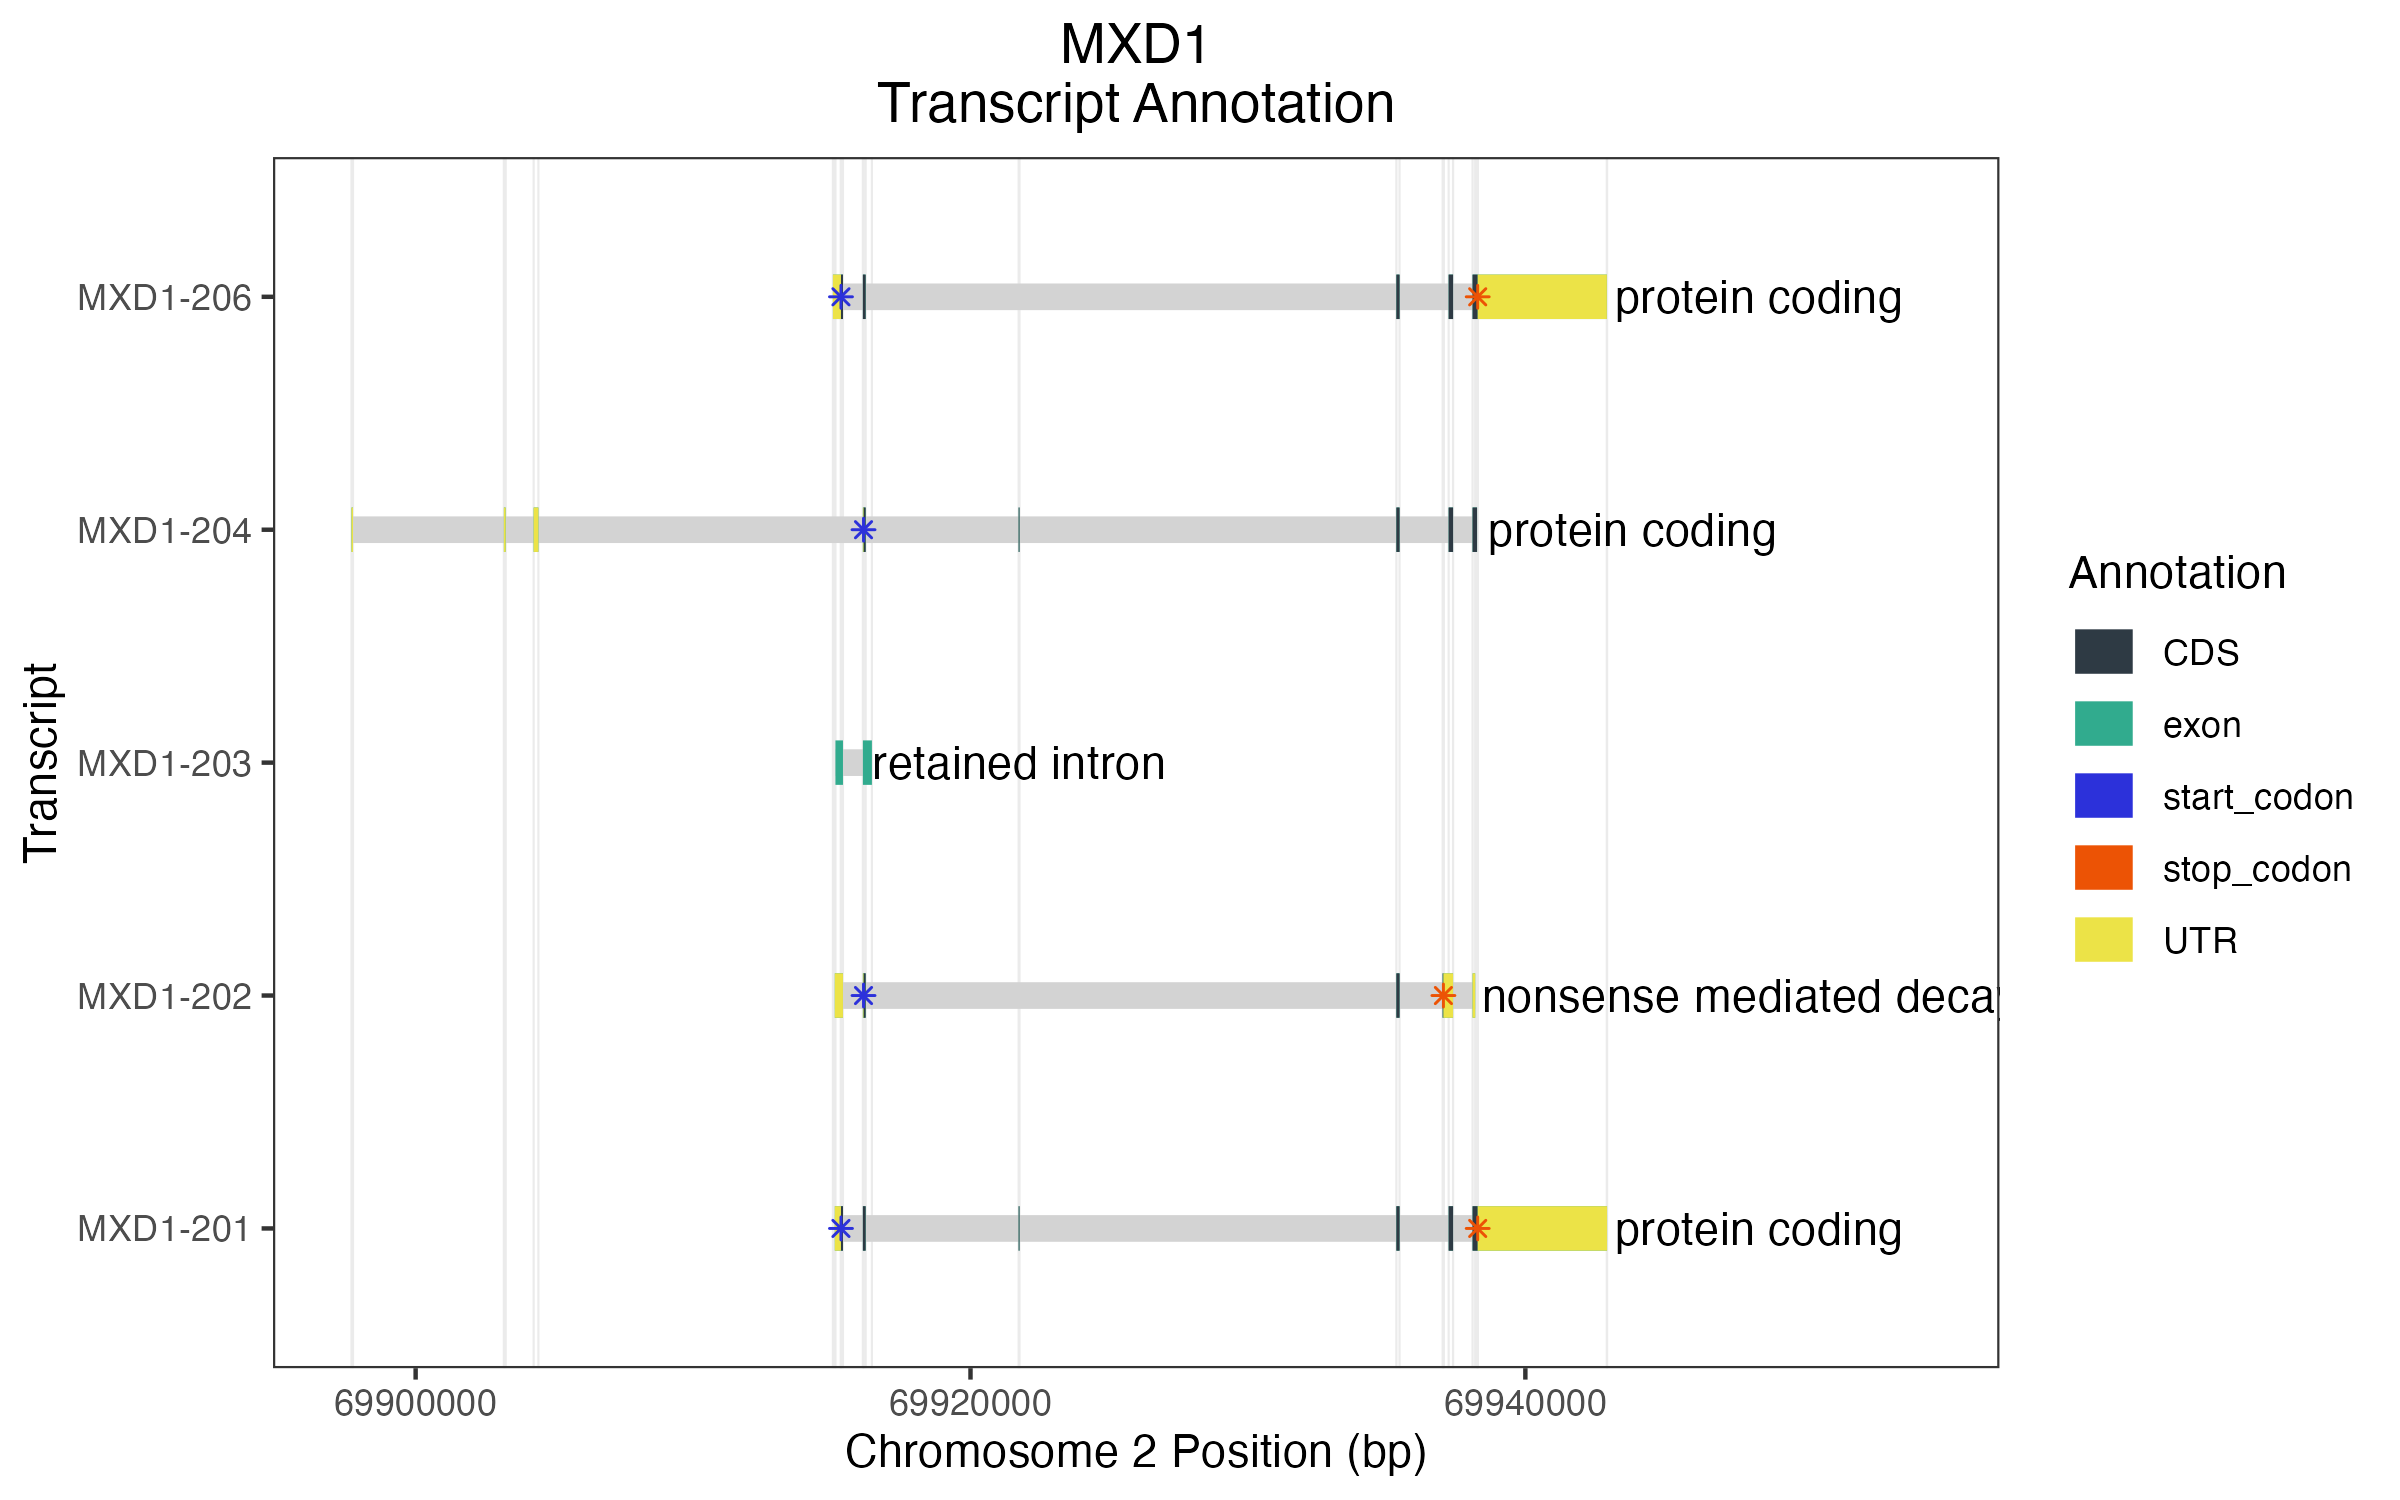 MXD1
Transcript Annotation
MXD1-206
protein coding
MXD1-204
protein coding
MXD1-203
retained intron
MXD1-202
nonsense mediated deca
MXD1-201
protein coding
Transcript
69900000
69920000
69940000
Chromosome 2 Position (bp)
Annotation
CDS
exon
start_codon
stop_codon
UTR